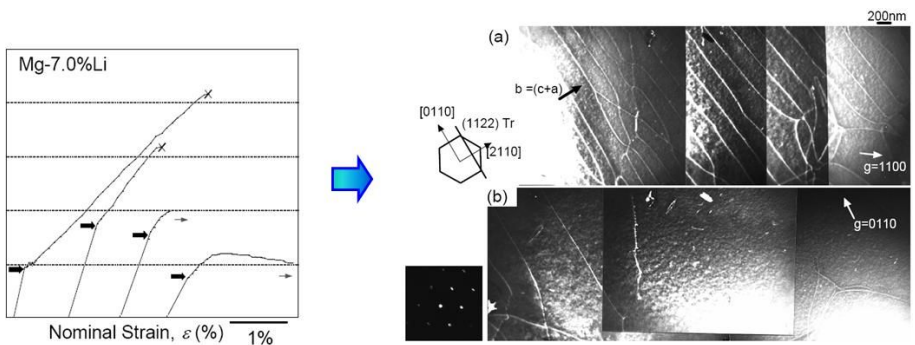 Mg-7.0%Li
Nominal Strain, ε (%)
1%
200nm
(a)
b =(c+a)
[0110]
(1122) Tr
[2110]
g=1100
(b)
g=0110